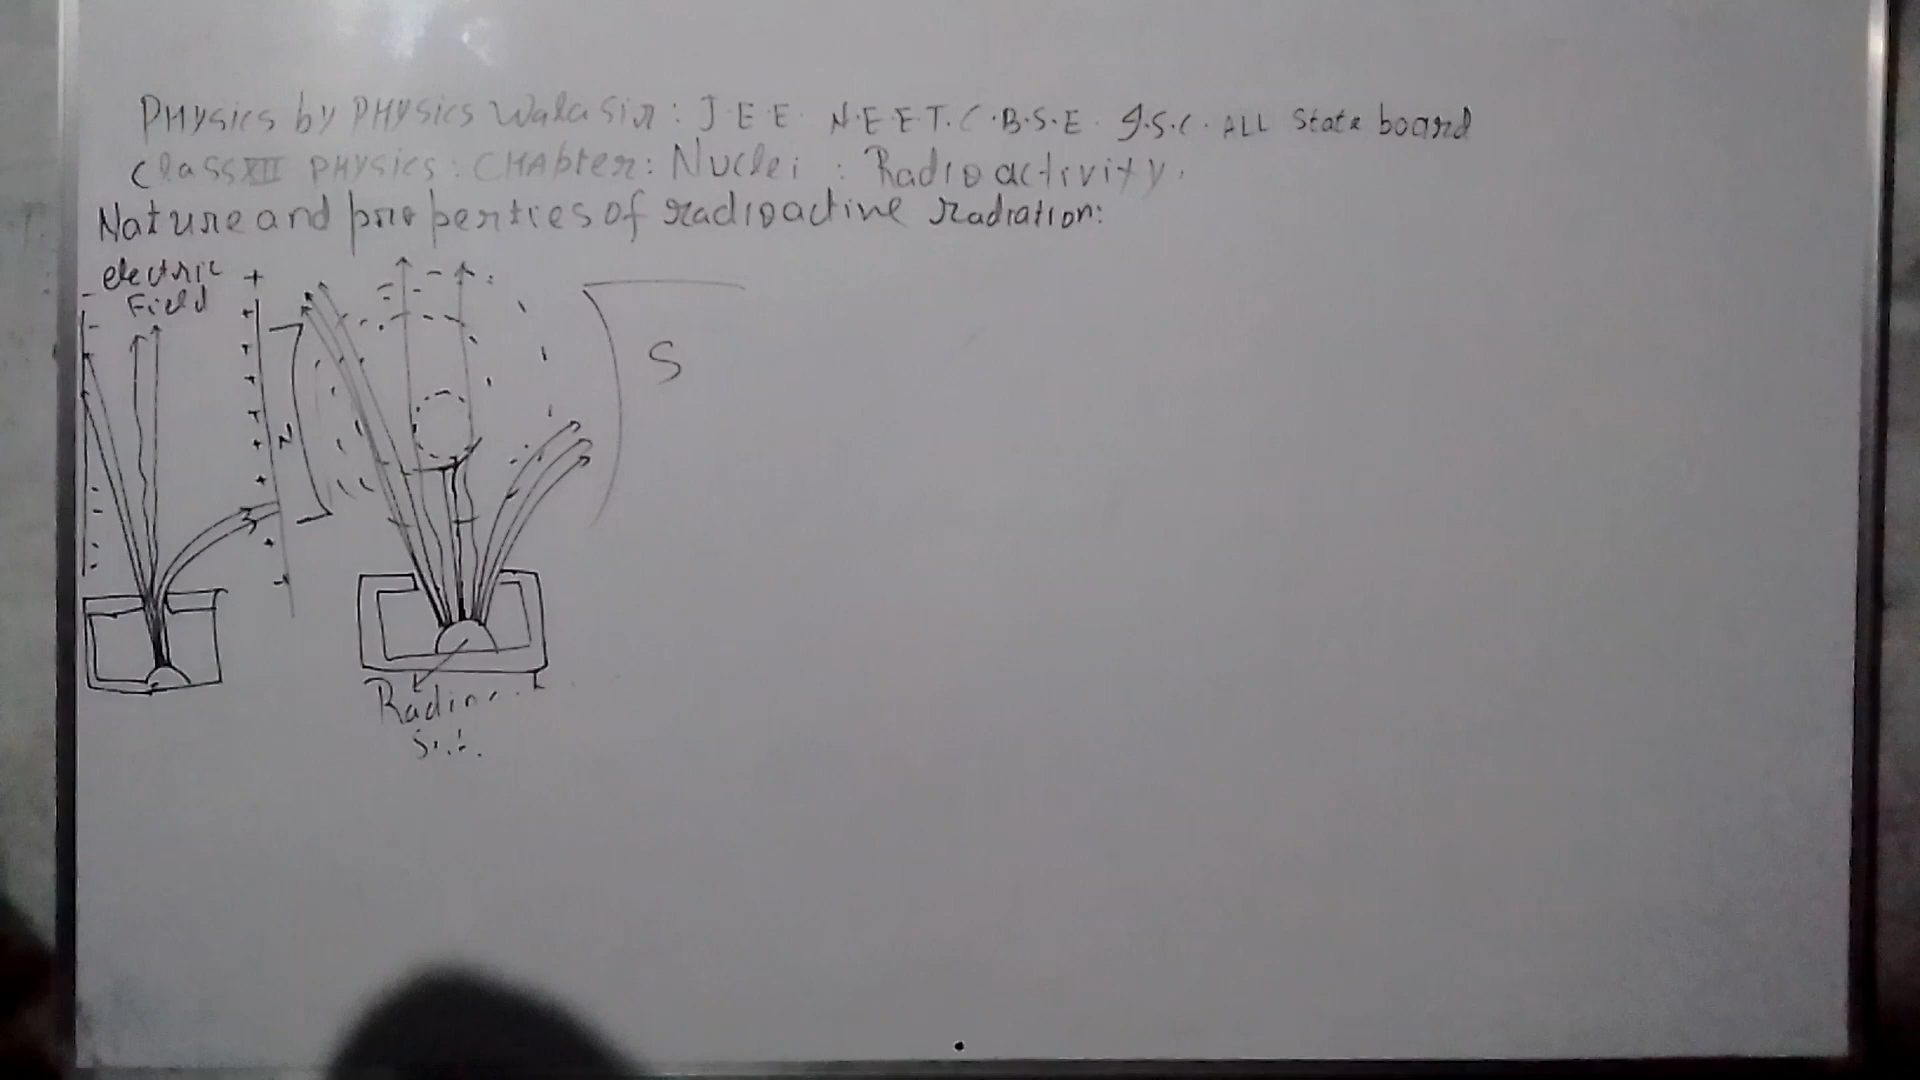 Physics by Physics Wala Sir: J.E.E. N.E.E.T. C.B.S.E. I.S.C. ALL State board
Class XII Physics: Chapter: Nuclei : Radioactivity.
Nature and properties of radioactive radiation:
electric
Field
- +
N
S